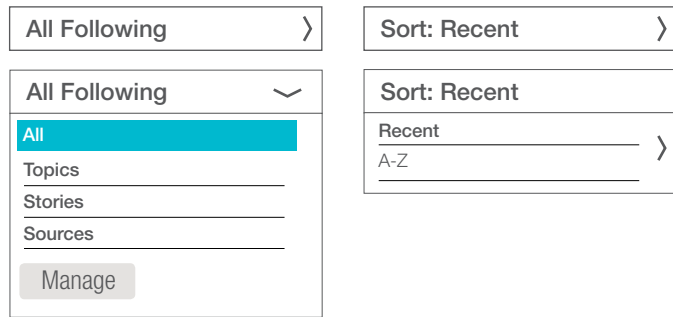 All Following
Sort: Recent
All Following
All
Topics
Stories
Sources
Manage
Sort: Recent
Recent
A-Z